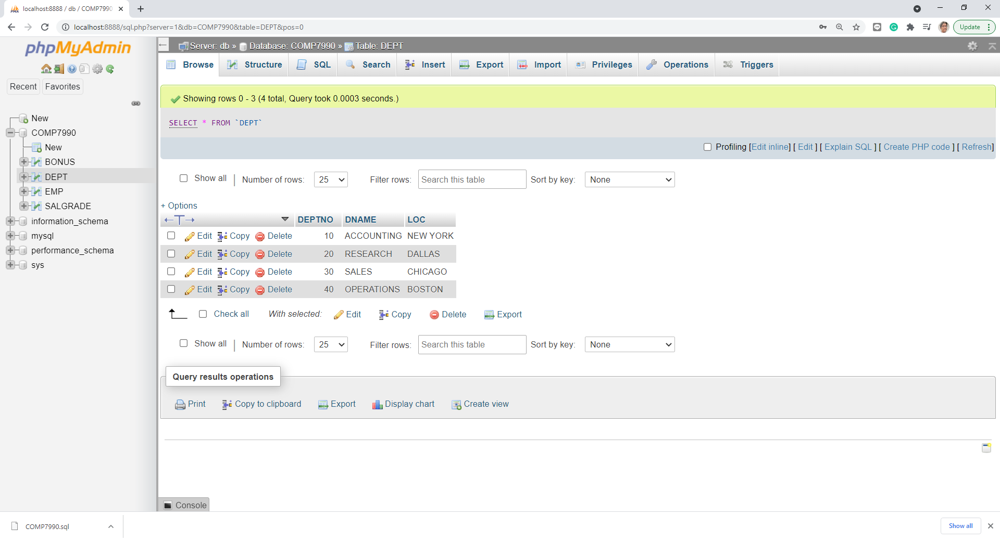 localhost:8888 / db / COMP7990
localhost:8888/sql.php?server=1&db=COMP7990&table=DEPT&pos=0
Update
phpMyAdmin
Recent Favorites
New
COMP7990
New
BONUS
DEPT
EMP
SALGRADE
information_schema
mysql
performance_schema
sys
Server: db » Database: COMP7990 » Table: DEPT
Browse Structure SQL Search Insert Export Import Privileges Operations Triggers
Showing rows 0 - 3 (4 total, Query took 0.0003 seconds.)
SELECT * FROM `DEPT`
Profiling [Edit inline] [ Edit ] [ Explain SQL ] [ Create PHP code ] [ Refresh]
Show all | Number of rows: 25 Filter rows: Search this table Sort by key: None
+ Options
←T→ DEPTNO DNAME LOC
Edit Copy Delete 10 ACCOUNTING NEW YORK
Edit Copy Delete 20 RESEARCH DALLAS
Edit Copy Delete 30 SALES CHICAGO
Edit Copy Delete 40 OPERATIONS BOSTON
Check all With selected: Edit Copy Delete Export
Show all | Number of rows: 25 Filter rows: Search this table Sort by key: None
Query results operations
Print Copy to clipboard Export Display chart Create view
Console
COMP7990.sql
Show all